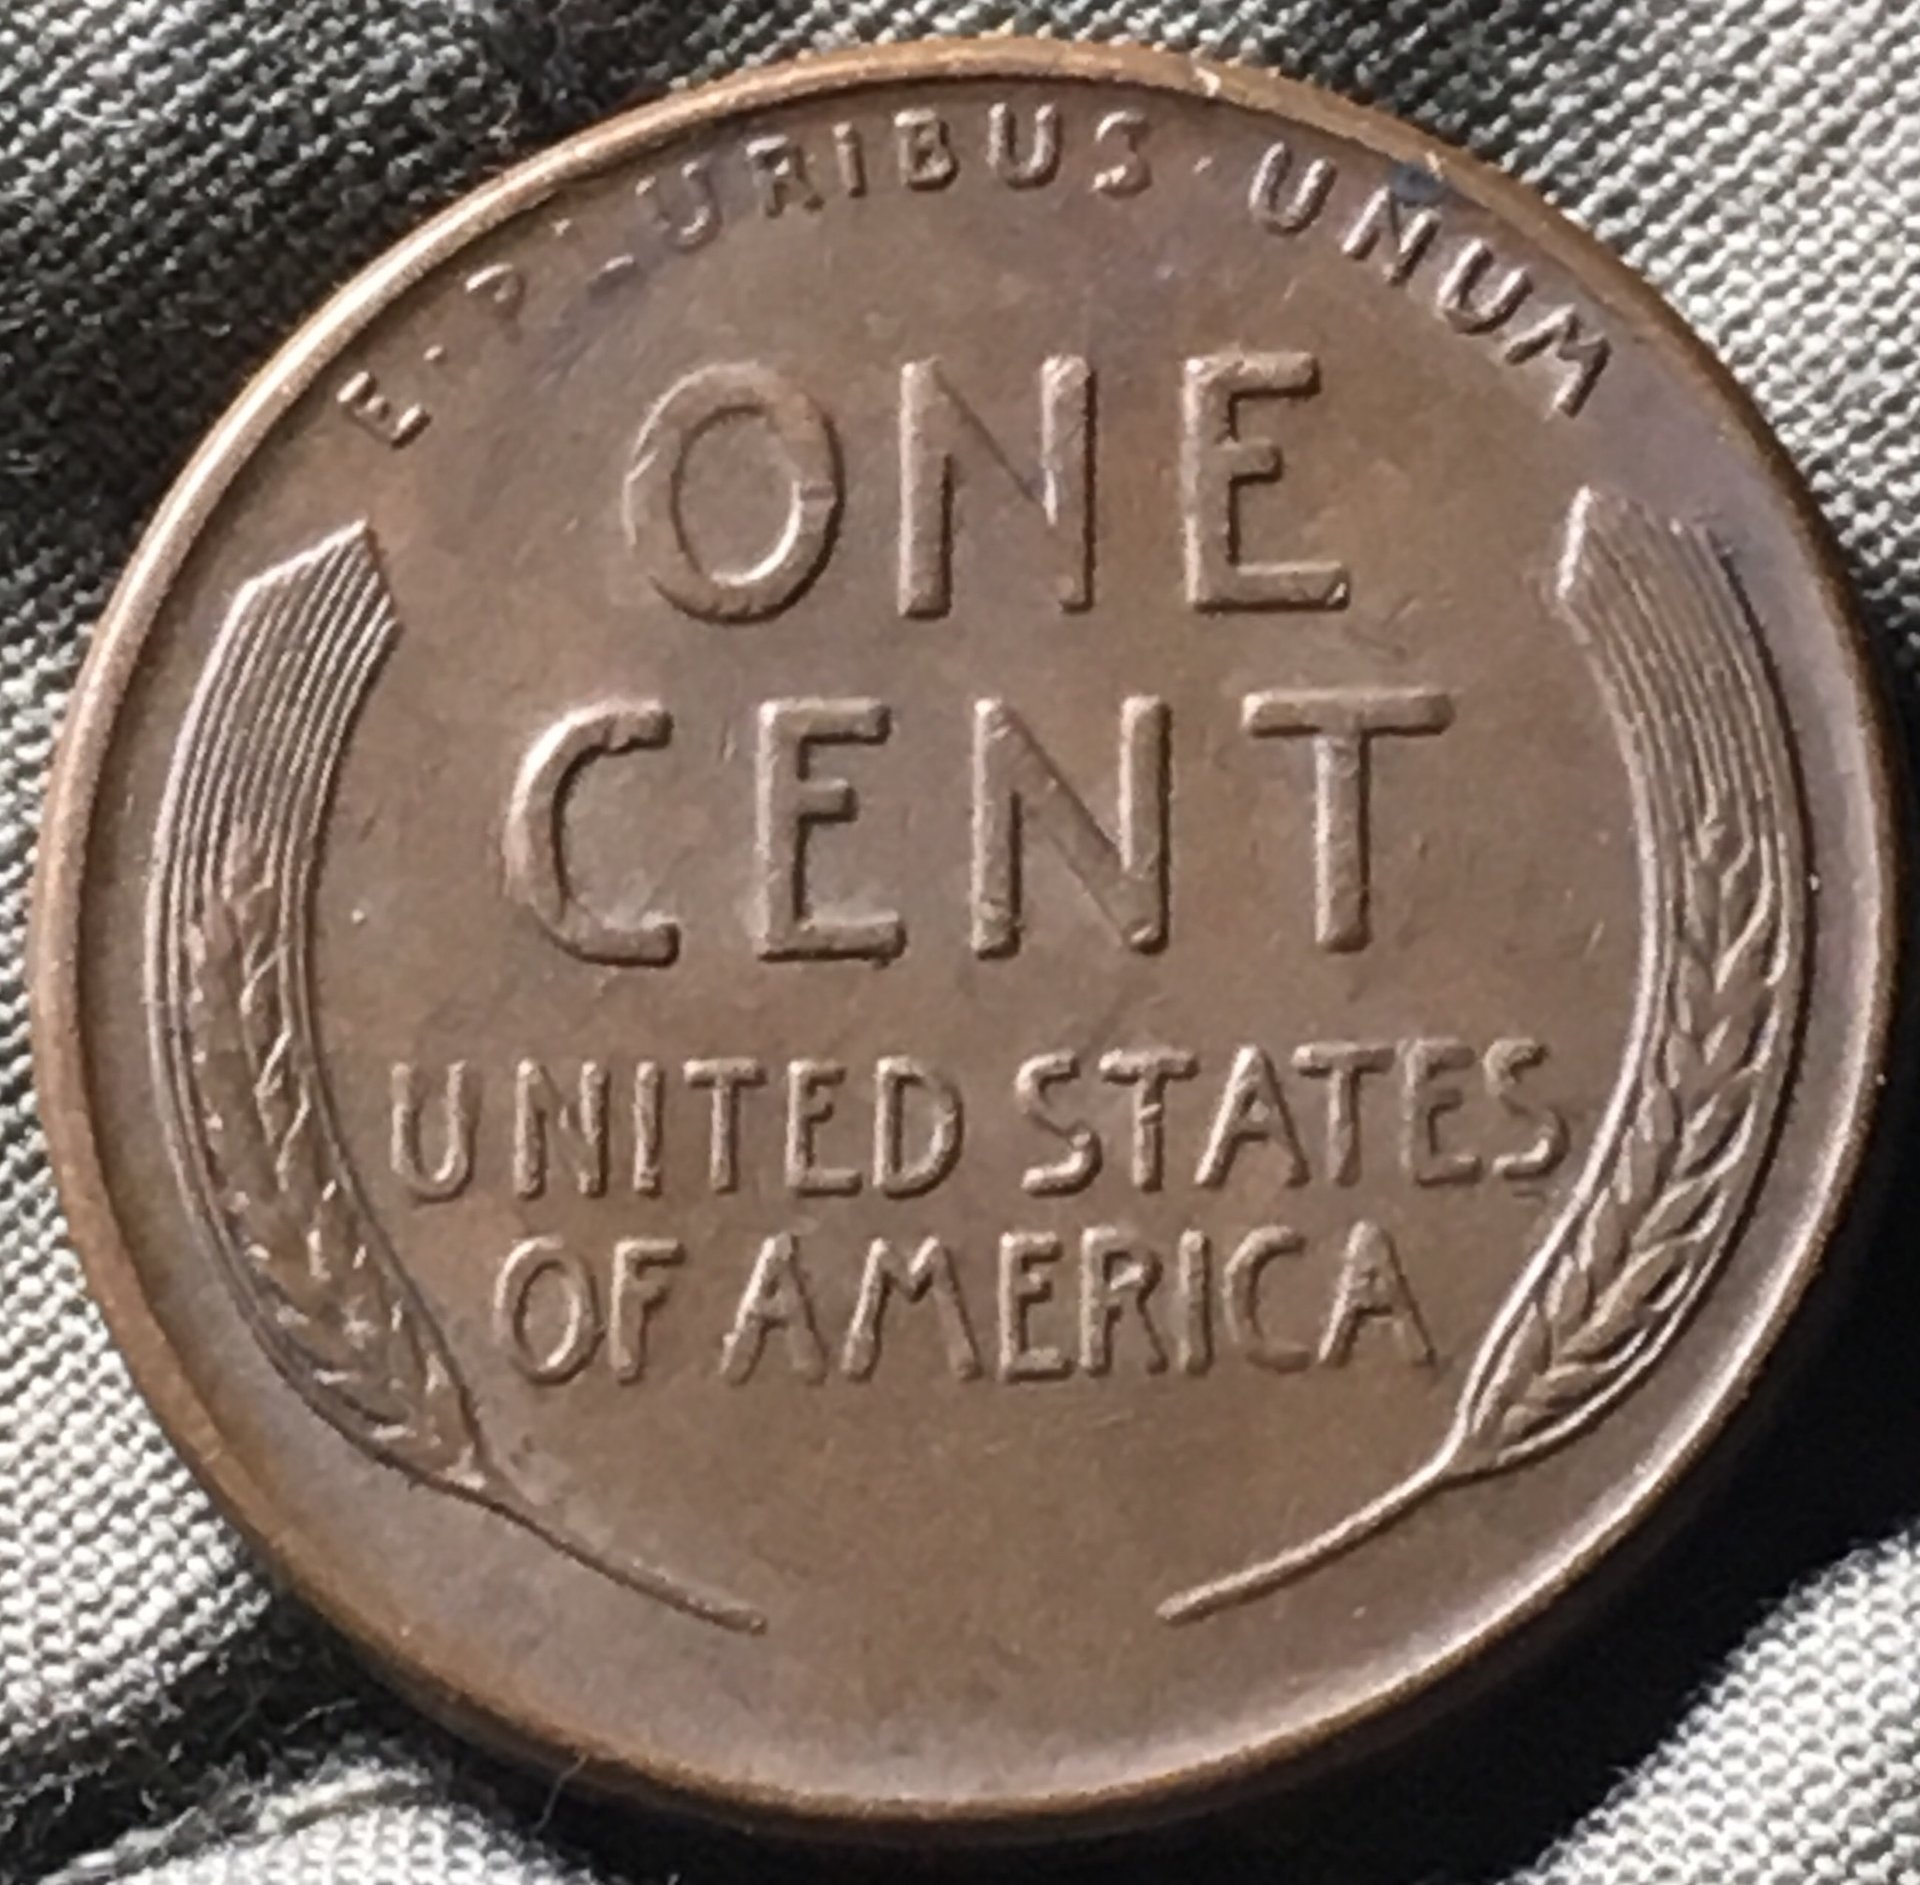 E · PLURIBUS · UNUM
ONE
CENT
UNITED STATES
OF AMERICA